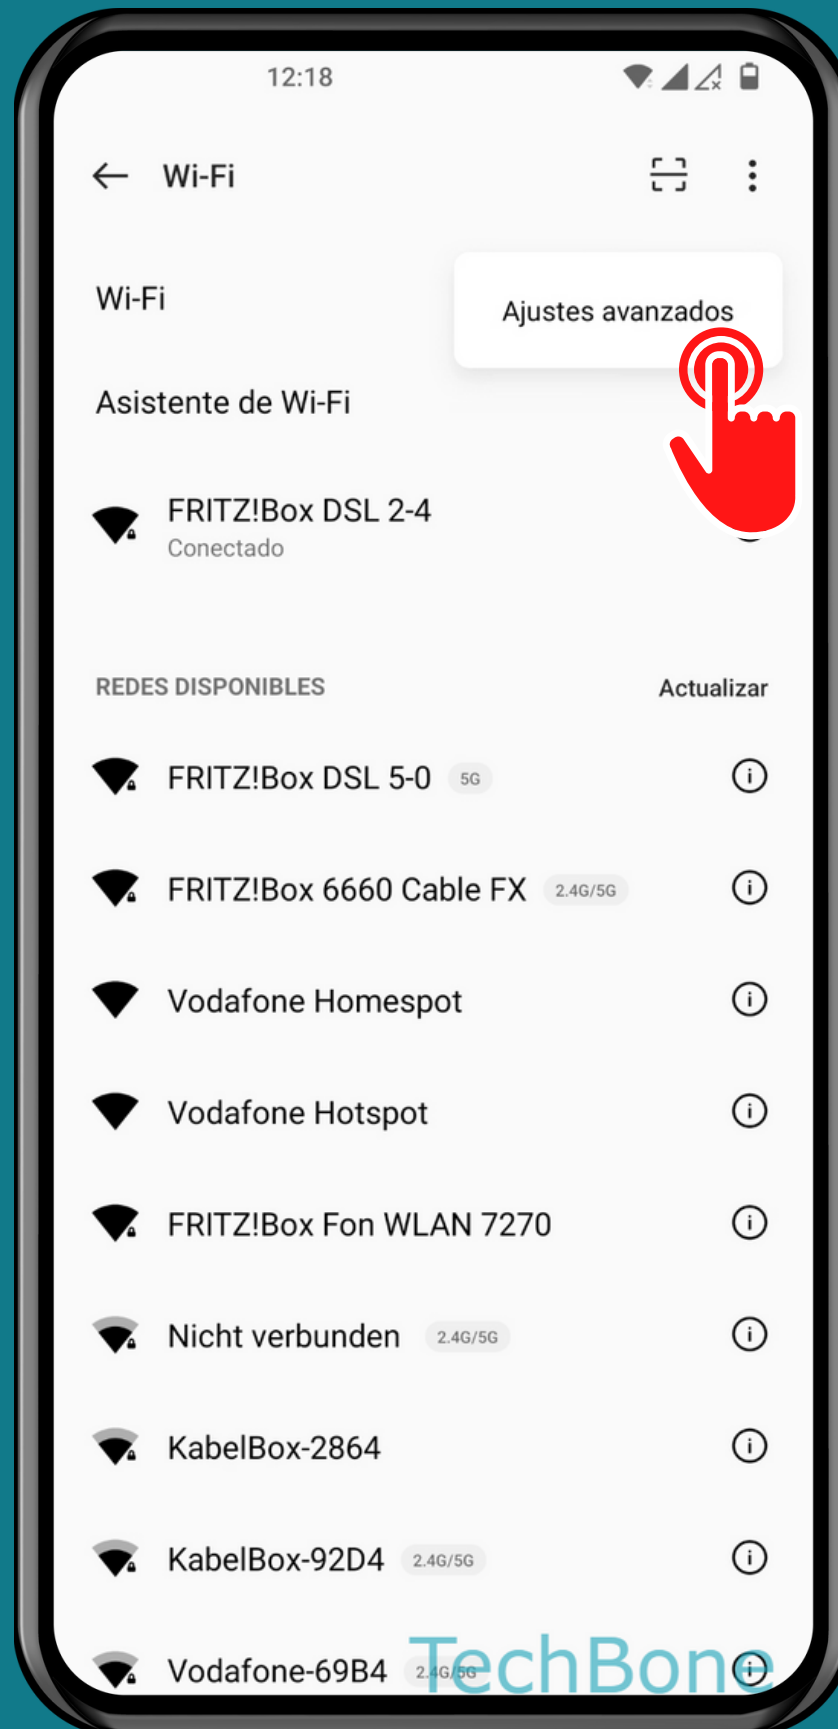 12:18
Wi-Fi
Ajustes avanzados
Wi-Fi
Asistente de Wi-Fi
FRITZ!Box DSL 2-4
Conectado
REDES DISPONIBLES Actualizar
FRITZ!Box DSL 5-0 5G
FRITZ!Box 6660 Cable FX 2.4G/5G
Vodafone Homespot
Vodafone Hotspot
FRITZ!Box Fon WLAN 7270
Nicht verbunden 2.4G/5G
KabelBox-2864
KabelBox-92D4 2.4G/5G
Vodafone-69B4 2.4G/5G
TechBone